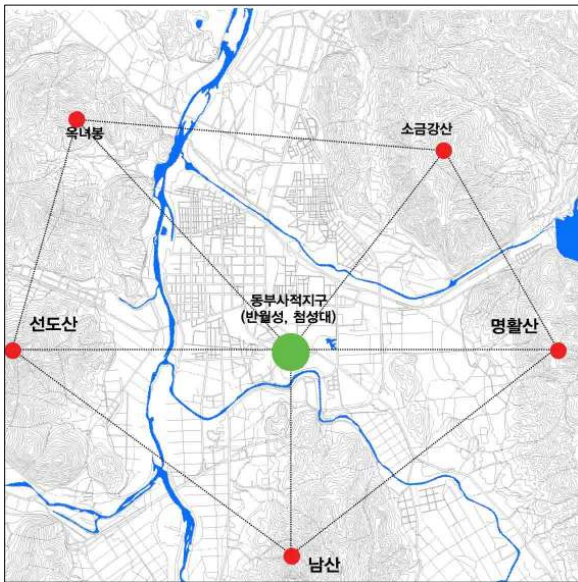 옥녀봉
소금강산
동부사적지구
(반월성, 첨성대)
선도산
명활산
남산